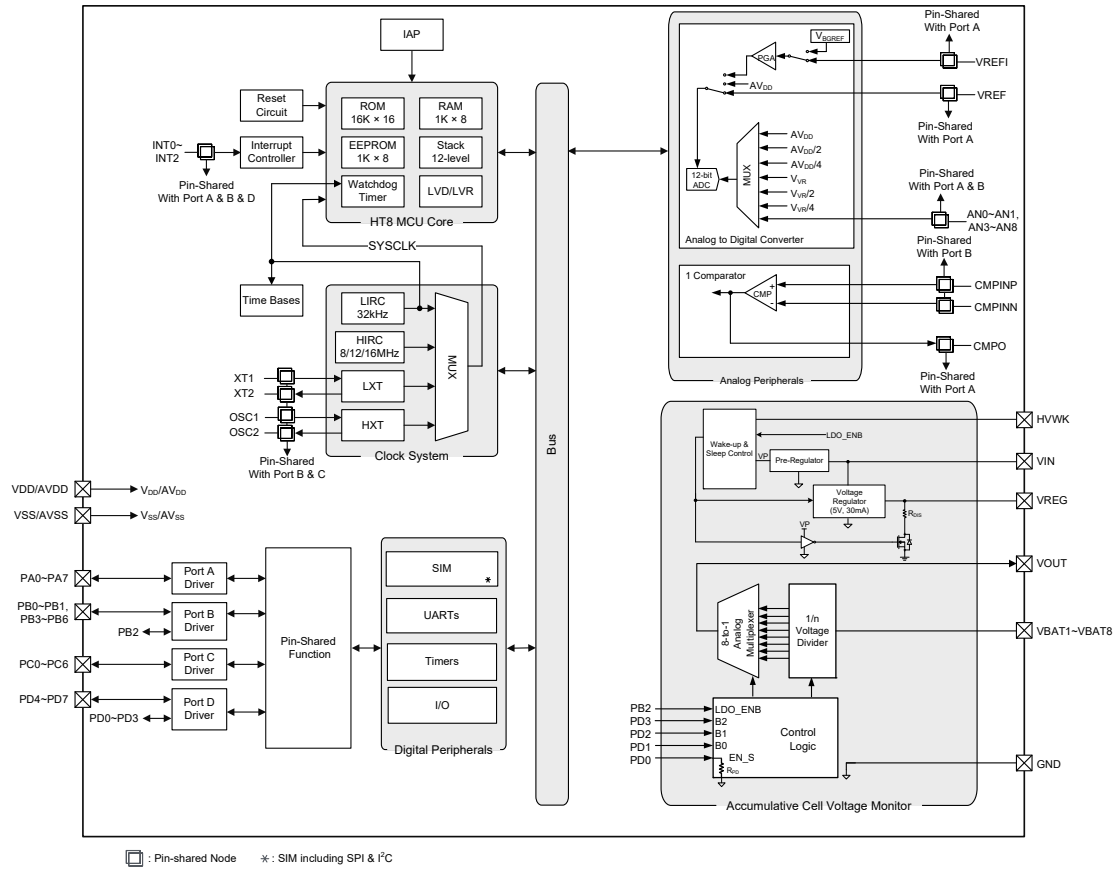 IAP
Reset
Circuit
INT0~
INT2
Interrupt
Controller
Pin-Shared
With Port A & B & D
ROM
16K × 16
RAM
1K × 8
EEPROM
1K × 8
Stack
12-level
Watchdog
Timer
LVD/LVR
HT8 MCU Core
SYSCLK
Time Bases
LIRC
32kHz
HIRC
8/12/16MHz
LXT
HXT
MUX
Clock System
XT1
XT2
OSC1
OSC2
Pin-Shared
With Port B & C
Bus
VDD/AVDD
VDD/AVDD
VSS/AVSS
VSS/AVSS
PA0~PA7
Port A
Driver
PB0~PB1,
PB3~PB6
PB2
Port B
Driver
PC0~PC6
Port C
Driver
PD4~PD7
PD0~PD3
Port D
Driver
Pin-Shared
Function
SIM
*
UARTs
Timers
I/O
Digital Peripherals
Pin-Shared
With Port A
VBGREF
PGA
VREFI
AVDD
VREF
Pin-Shared
With Port A
AVDD
AVDD/2
AVDD/4
VVR
VVR/2
VVR/4
MUX
12-bit
ADC
Pin-Shared
With Port A & B
AN0~AN1,
AN3~AN8
Analog to Digital Converter
Pin-Shared
With Port B
1 Comparator
CMP
+
-
CMPINP
CMPINN
CMPO
Pin-Shared
With Port A
Analog Peripherals
HVWK
Wake-up &
Sleep Control
LDO_ENB
VP
Pre-Regulator
VIN
Voltage
Regulator
(5V, 30mA)
VREG
RDIS
VP
VOUT
8-to-1
Analog
Multiplexer
1/n
Voltage
Divider
VBAT1~VBAT8
PB2
PD3
PD2
PD1
PD0
LDO_ENB
B2
B1
B0
EN_S
RPD
Control
Logic
GND
Accumulative Cell Voltage Monitor
: Pin-shared Node
* : SIM including SPI & I²C